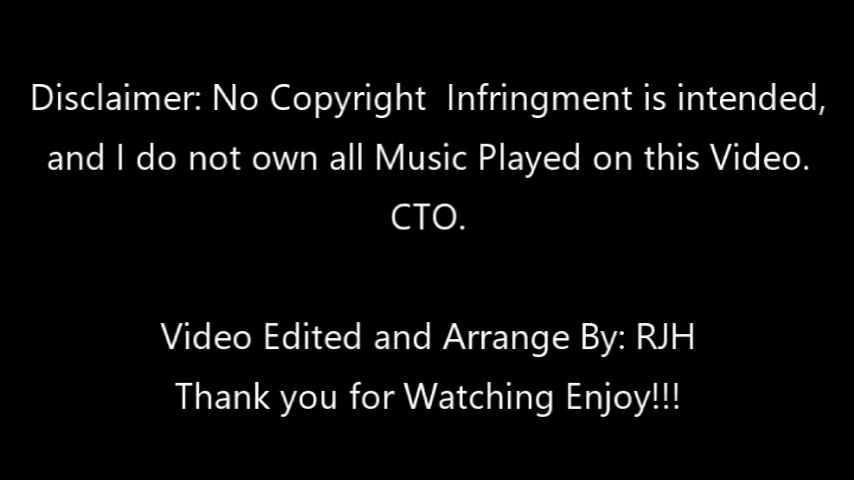 Disclaimer: No Copyright  Infringment is intended,
and I do not own all Music Played on this Video.
CTO.
Video Edited and Arrange By: RJH
Thank you for Watching Enjoy!!!